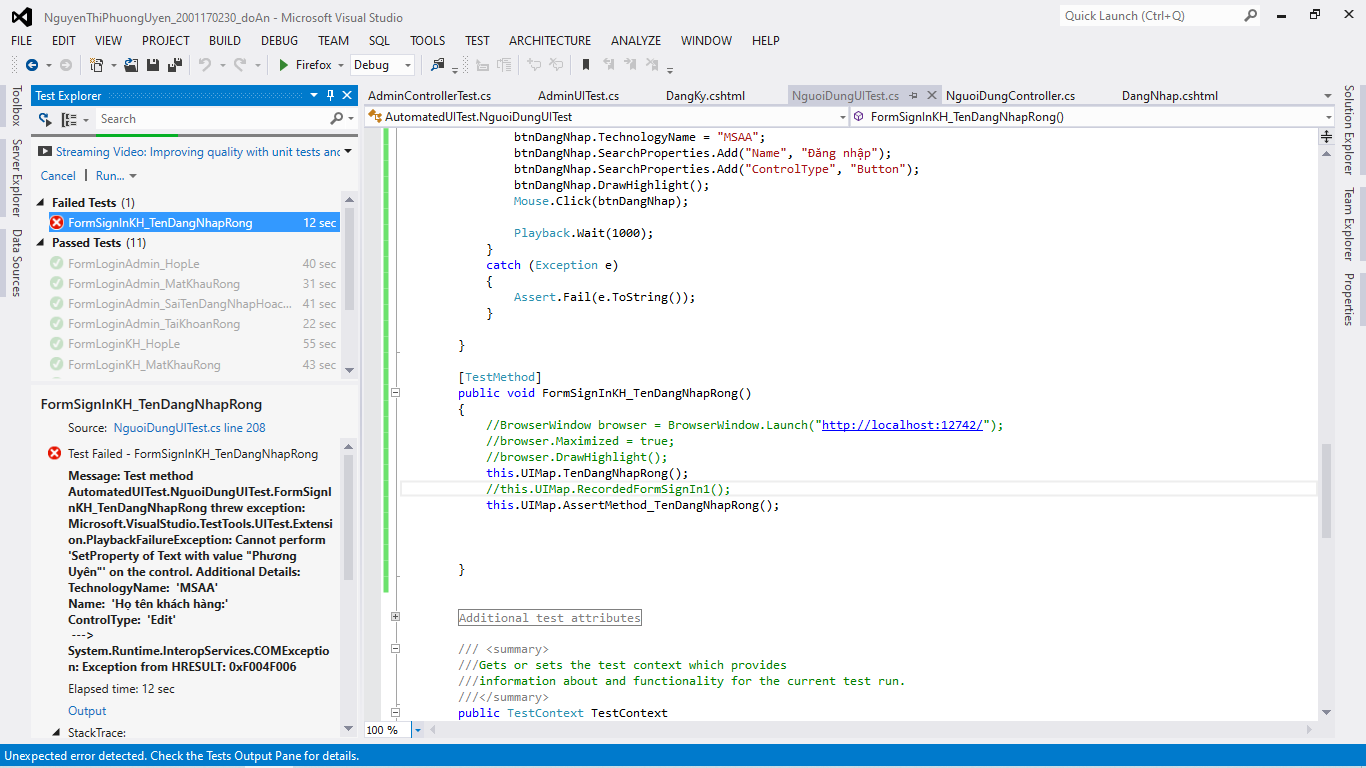 NguyenThiPhuongUyen_2001170230_doAn - Microsoft Visual Studio
Quick Launch (Ctrl+Q)
FILE EDIT VIEW PROJECT BUILD DEBUG TEAM SQL TOOLS TEST ARCHITECTURE ANALYZE WINDOW HELP
Firefox Debug
Toolbox
Server Explorer
Data Sources
Test Explorer
Search
Streaming Video: Improving quality with unit tests and
Cancel | Run...
Failed Tests (1)
FormSignInKH_TenDangNhapRong 12 sec
Passed Tests (11)
FormLoginAdmin_HopLe 40 sec
FormLoginAdmin_MatKhauRong 31 sec
FormLoginAdmin_SaiTenDangNhapHoac... 41 sec
FormLoginAdmin_TaiKhoanRong 22 sec
FormLoginKH_HopLe 55 sec
FormLoginKH_MatKhauRong 43 sec
FormSignInKH_TenDangNhapRong
Source: NguoiDungUITest.cs line 208
Test Failed - FormSignInKH_TenDangNhapRong
Message: Test method
AutomatedUITest.NguoiDungUITest.FormSignI
nKH_TenDangNhapRong threw exception:
Microsoft.VisualStudio.TestTools.UITest.Extensi
on.PlaybackFailureException: Cannot perform
'SetProperty of Text with value "Phương
Uyên"' on the control. Additional Details:
TechnologyName: 'MSAA'
Name: 'Họ tên khách hàng:'
ControlType: 'Edit'
--->
System.Runtime.InteropServices.COMExceptio
n: Exception from HRESULT: 0xF004F006
Elapsed time: 12 sec
Output
StackTrace:
AdminControllerTest.cs AdminUITest.cs DangKy.cshtml NguoiDungUITest.cs NguoiDungController.cs DangNhap.cshtml
AutomatedUITest.NguoiDungUITest FormSignInKH_TenDangNhapRong()
btnDangNhap.TechnologyName = "MSAA";
btnDangNhap.SearchProperties.Add("Name", "Đăng nhập");
btnDangNhap.SearchProperties.Add("ControlType", "Button");
btnDangNhap.DrawHighlight();
Mouse.Click(btnDangNhap);
Playback.Wait(1000);
}
catch (Exception e)
{
Assert.Fail(e.ToString());
}
}
[TestMethod]
public void FormSignInKH_TenDangNhapRong()
{
//BrowserWindow browser = BrowserWindow.Launch("http://localhost:12742/");
//browser.Maximized = true;
//browser.DrawHighlight();
this.UIMap.TenDangNhapRong();
//this.UIMap.RecordedFormSignIn1();
this.UIMap.AssertMethod_TenDangNhapRong();
}
Additional test attributes
/// <summary>
///Gets or sets the test context which provides
///information about and functionality for the current test run.
///</summary>
public TestContext TestContext
100 %
Solution Explorer
Team Explorer
Properties
Unexpected error detected. Check the Tests Output Pane for details.